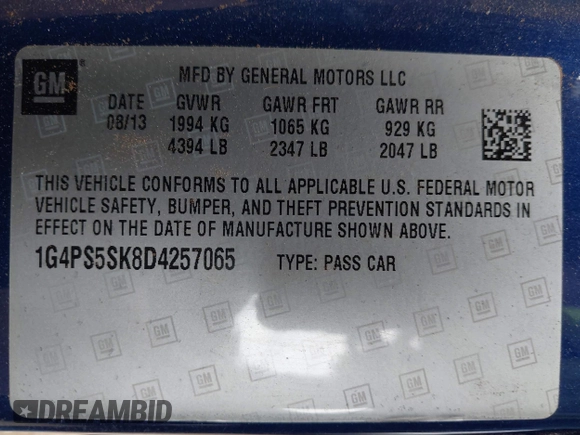 GM
MFD BY GENERAL MOTORS LLC
DATE GVWR GAWR FRT GAWR RR
08/13 1994 KG 1065 KG 929 KG
4394 LB 2347 LB 2047 LB
THIS VEHICLE CONFORMS TO ALL APPLICABLE U.S. FEDERAL MOTOR
VEHICLE SAFETY, BUMPER, AND THEFT PREVENTION STANDARDS IN
EFFECT ON THE DATE OF MANUFACTURE SHOWN ABOVE.
1G4PS5SK8D4257065 TYPE: PASS CAR
DREAMBID